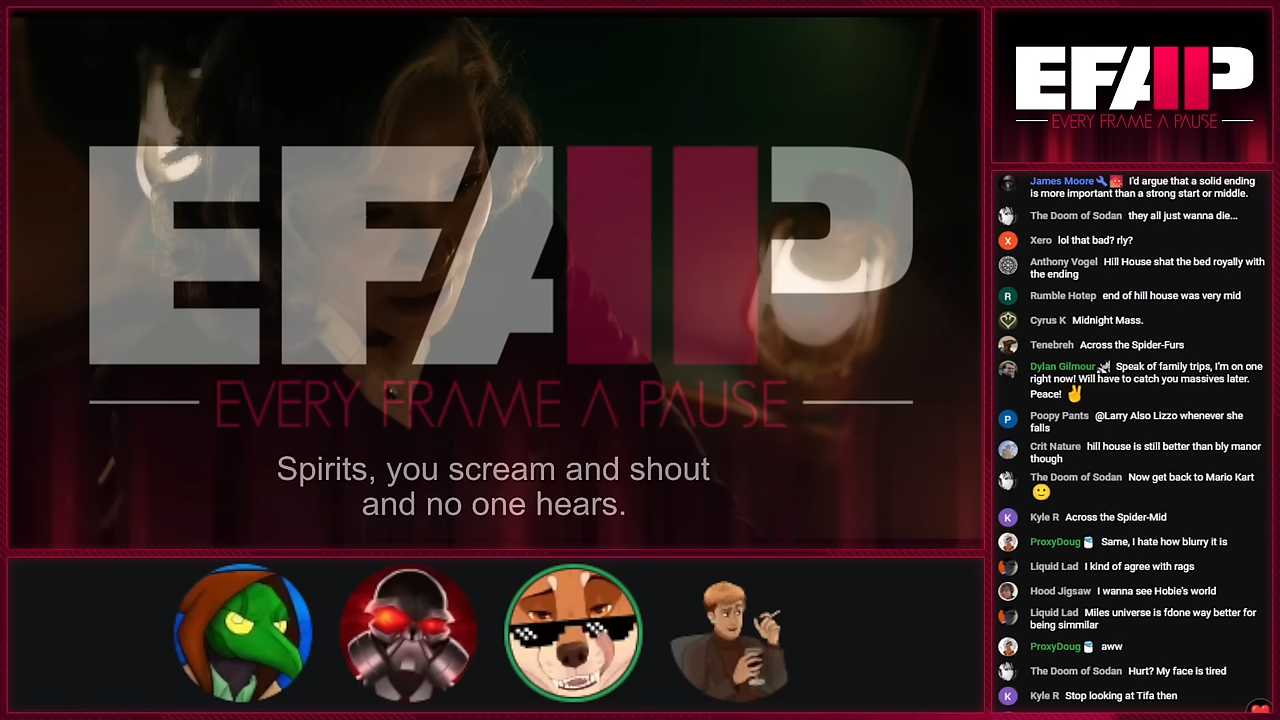 EFAP
EVERY FRAME A PAUSE
Spirits, you scream and shout
and no one hears.
EFAP
EVERY FRAME A PAUSE
James Moore I'd argue that a solid ending
is more important than a strong start or middle.
The Doom of Sodan they all just wanna die...
X
Xero lol that bad? rly?
Anthony Vogel Hill House shat the bed royally with
the ending
R
Rumble Hotep end of hill house was very mid
Cyrus K Midnight Mass.
Tenebreh Across the Spider-Furs
Dylan Gilmour Speak of family trips, I'm on one
right now! Will have to catch you massives later.
Peace! ✌
P
Poopy Pants @Larry Also Lizzo whenever she
falls
Crit Nature hill house is still better than bly manor
though
The Doom of Sodan Now get back to Mario Kart
🙂
K
Kyle R Across the Spider-Mid
ProxyDoug Same, I hate how blurry it is
Liquid Lad I kind of agree with rags
Hood Jigsaw I wanna see Hobie's world
Liquid Lad Miles universe is fdone way better for
being simmilar
ProxyDoug aww
The Doom of Sodan Hurt? My face is tired
K
Kyle R Stop looking at Tifa then